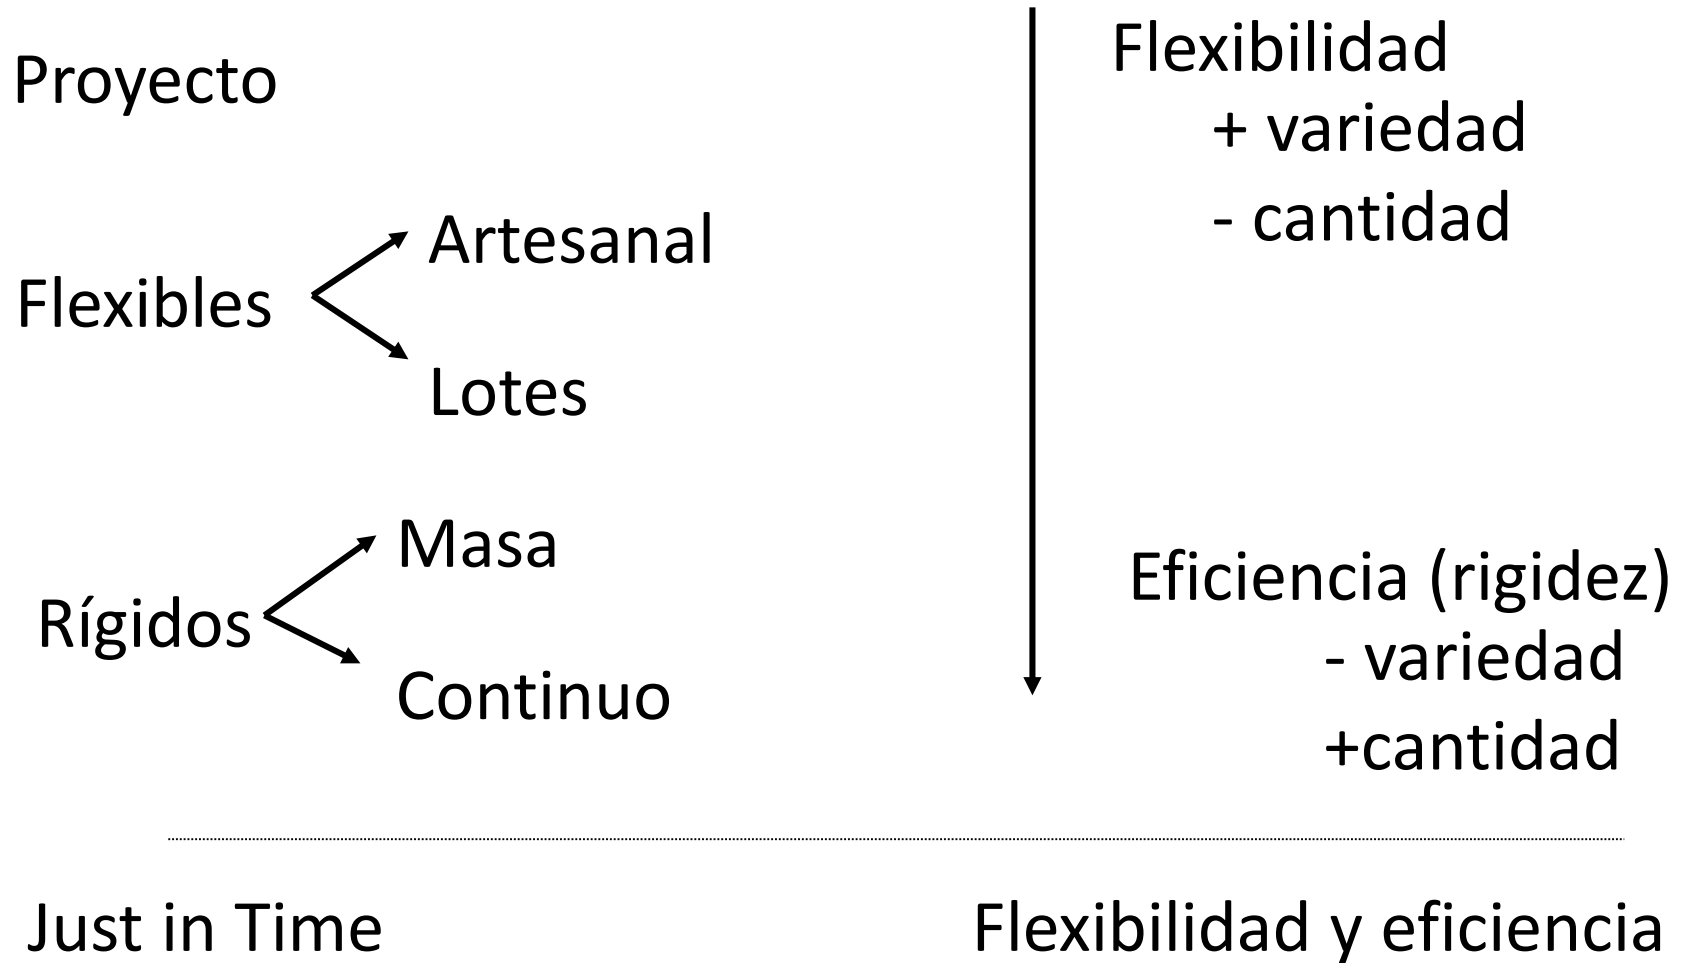 Proyecto
Flexibles
Artesanal
Lotes
Rígidos
Masa
Continuo
Flexibilidad
+ variedad
- cantidad
Eficiencia (rigidez)
- variedad
+cantidad
Just in Time
Flexibilidad y eficiencia